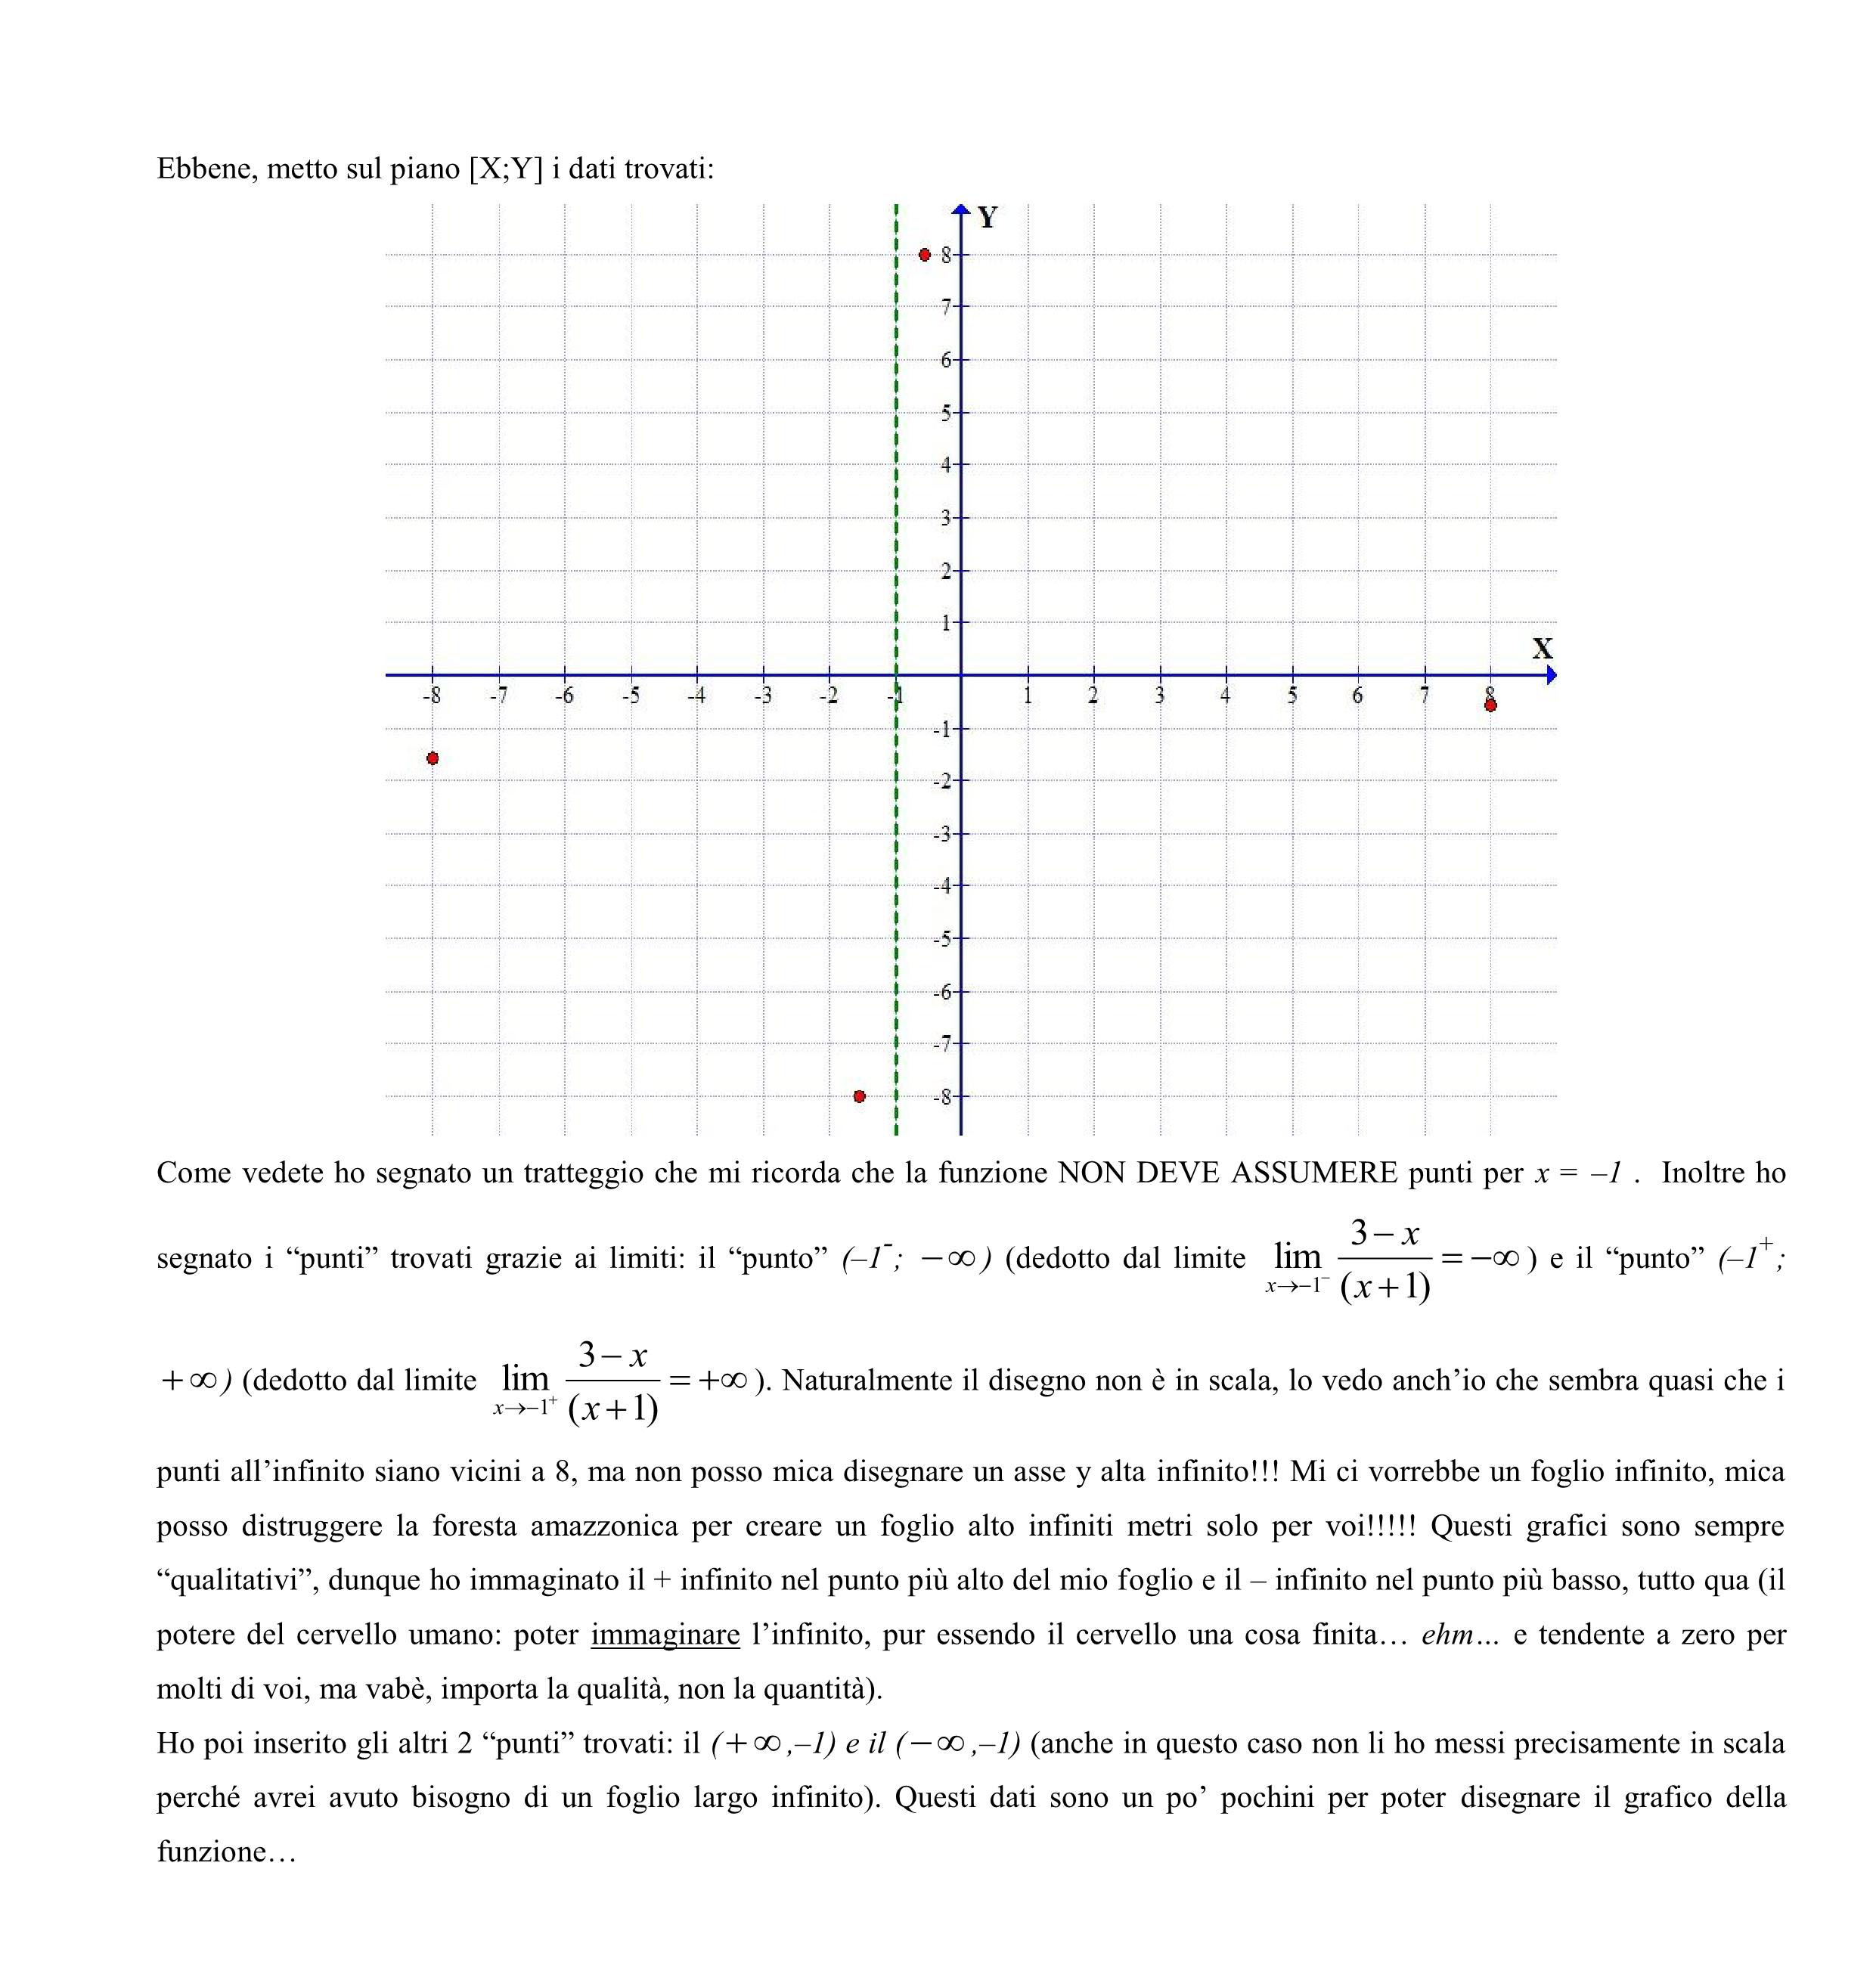 Ebbene, metto sul piano [X;Y] i dati trovati:
Y
8
7
6
5
4
3
2
1
X
-8 -7 -6 -5 -4 -3 -2 -1 1 2 3 4 5 6 7 8
-1
-2
-3
-4
-5
-6
-7
-8
Come vedete ho segnato un tratteggio che mi ricorda che la funzione NON DEVE ASSUMERE punti per x = –1 . Inoltre ho
segnato i “punti” trovati grazie ai limiti: il “punto” (–1⁻; −∞) (dedotto dal limite lim x→−1⁻ (3−x)/(x+1) = −∞) e il “punto” (–1⁺;
+∞) (dedotto dal limite lim x→−1⁺ (3−x)/(x+1) = +∞). Naturalmente il disegno non è in scala, lo vedo anch’io che sembra quasi che i
punti all’infinito siano vicini a 8, ma non posso mica disegnare un asse y alta infinito!!! Mi ci vorrebbe un foglio infinito, mica
posso distruggere la foresta amazzonica per creare un foglio alto infiniti metri solo per voi!!!!! Questi grafici sono sempre
“qualitativi”, dunque ho immaginato il + infinito nel punto più alto del mio foglio e il – infinito nel punto più basso, tutto qua (il
potere del cervello umano: poter immaginare l’infinito, pur essendo il cervello una cosa finita… ehm… e tendente a zero per
molti di voi, ma vabè, importa la qualità, non la quantità).
Ho poi inserito gli altri 2 “punti” trovati: il (+∞,–1) e il (−∞,–1) (anche in questo caso non li ho messi precisamente in scala
perché avrei avuto bisogno di un foglio largo infinito). Questi dati sono un po’ pochini per poter disegnare il grafico della
funzione…